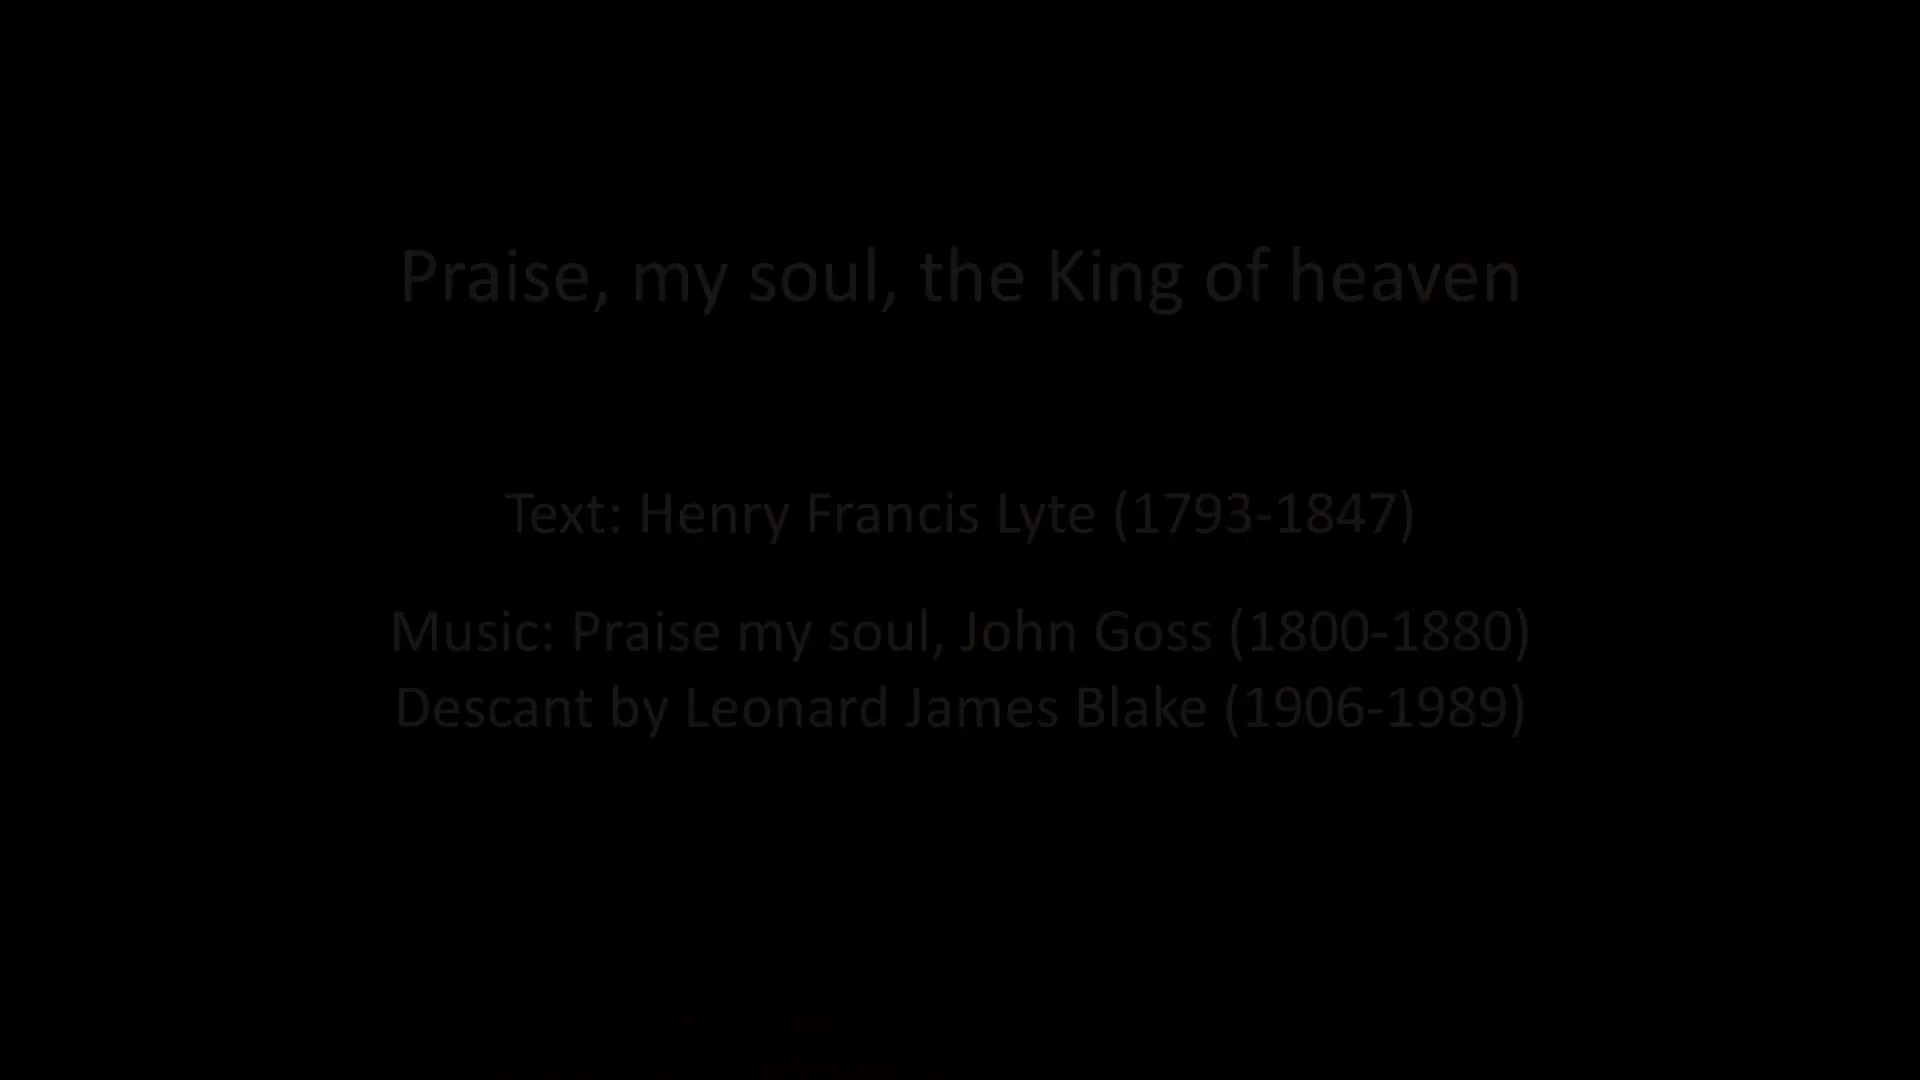 Praise, my soul, the King of heaven
Text: Henry Francis Lyte (1793-1847)
Music: Praise my soul, John Goss (1800-1880)
Descant by Leonard James Blake (1906-1989)